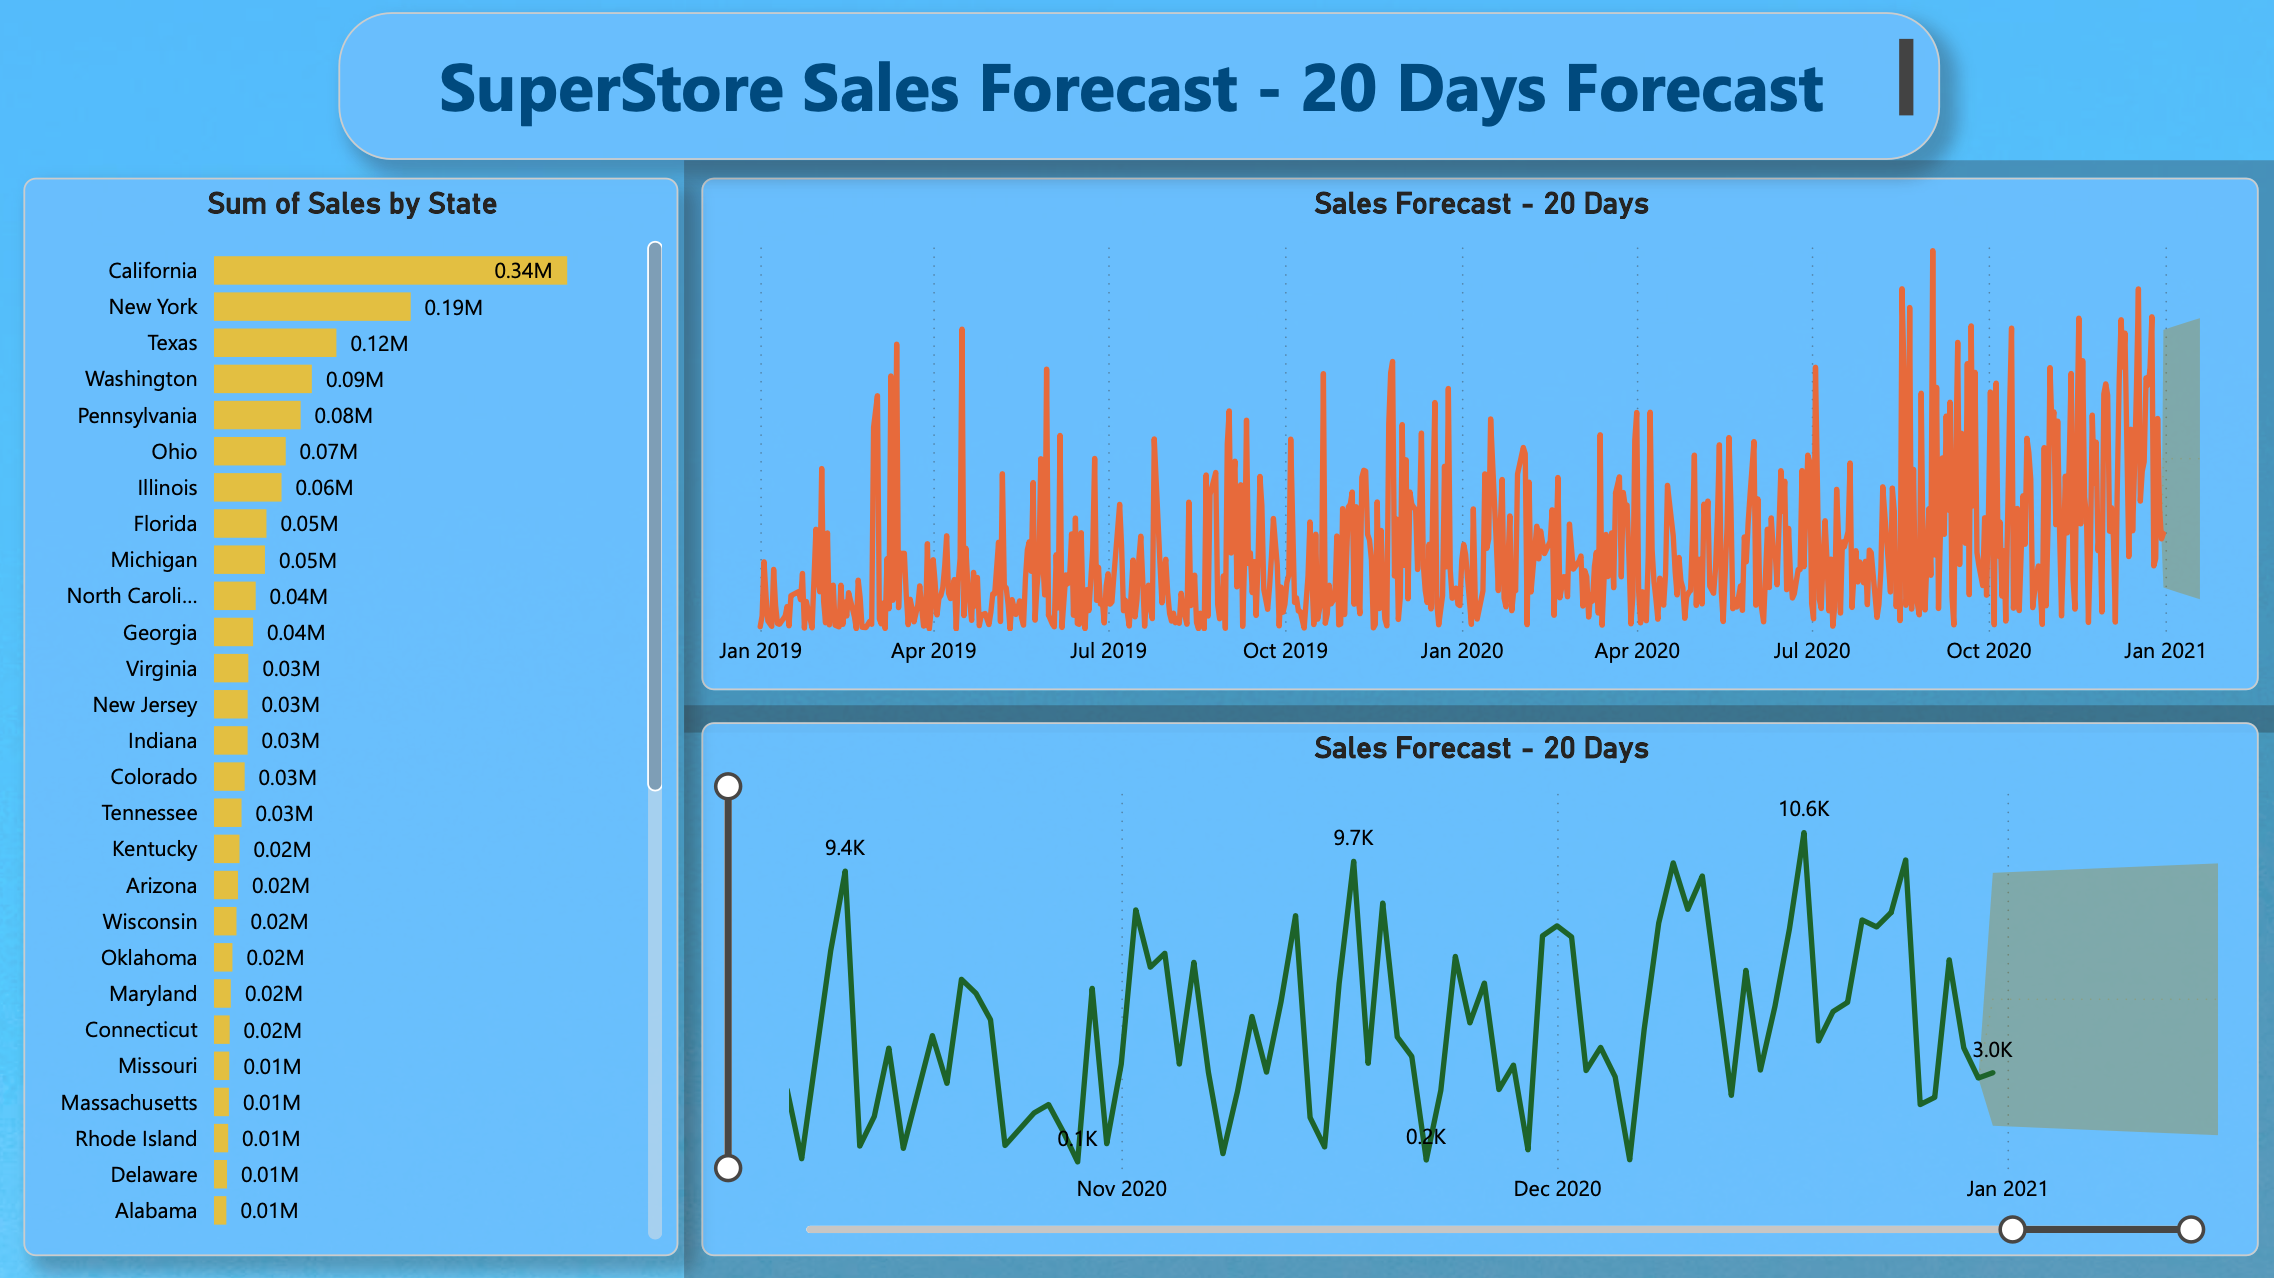 SuperStore Sales Forecast - 20 Days Forecast
Sum of Sales by State
California 0.34M
New York 0.19M
Texas 0.12M
Washington 0.09M
Pennsylvania 0.08M
Ohio 0.07M
Illinois 0.06M
Florida 0.05M
Michigan 0.05M
North Caroli... 0.04M
Georgia 0.04M
Virginia 0.03M
New Jersey 0.03M
Indiana 0.03M
Colorado 0.03M
Tennessee 0.03M
Kentucky 0.02M
Arizona 0.02M
Wisconsin 0.02M
Oklahoma 0.02M
Maryland 0.02M
Connecticut 0.02M
Missouri 0.01M
Massachusetts 0.01M
Rhode Island 0.01M
Delaware 0.01M
Alabama 0.01M
Sales Forecast - 20 Days
Jan 2019 Apr 2019 Jul 2019 Oct 2019 Jan 2020 Apr 2020 Jul 2020 Oct 2020 Jan 2021
Sales Forecast - 20 Days
10.6K
9.7K
9.4K
3.0K
0.1K 0.2K
Nov 2020 Dec 2020 Jan 2021